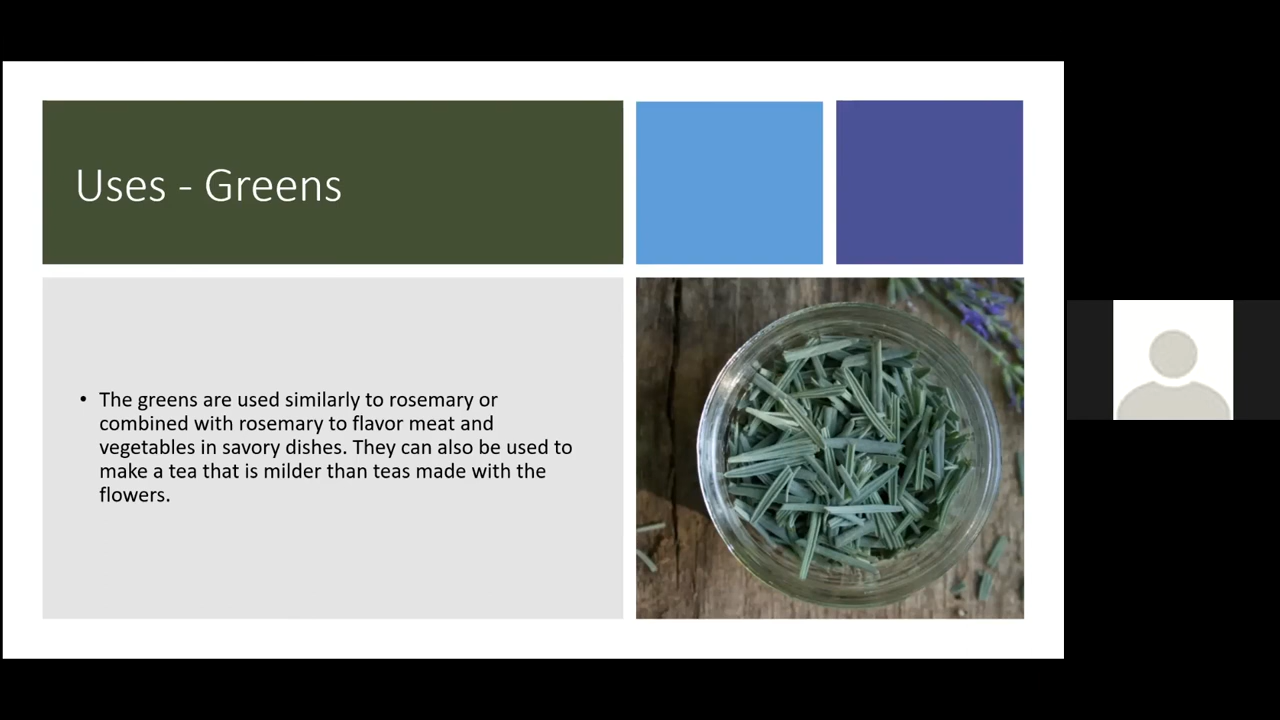 Uses - Greens
• The greens are used similarly to rosemary or
combined with rosemary to flavor meat and
vegetables in savory dishes. They can also be used to
make a tea that is milder than teas made with the
flowers.